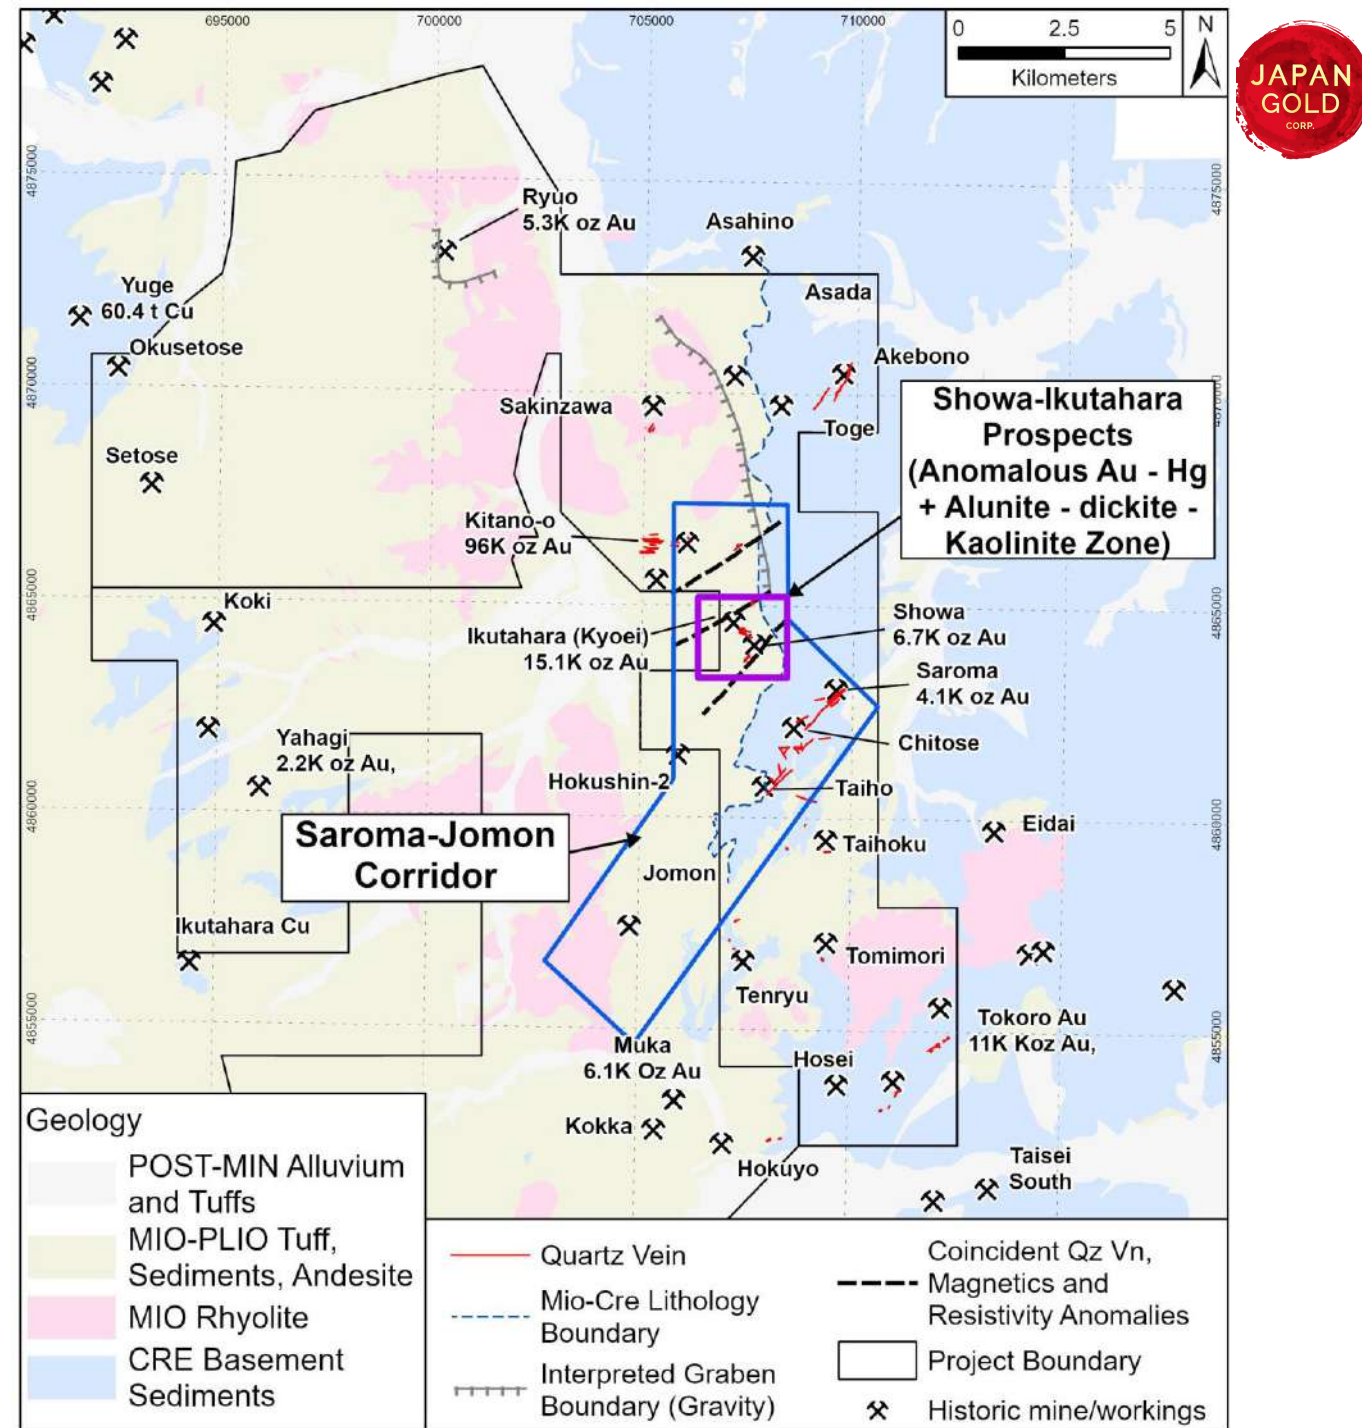 695000
700000
705000
710000
0
2.5
5
Kilometers
N
JAPAN
GOLD
CORP.
4875000
4875000
Ryuo
5.3K oz Au
Asahino
Asada
Yuge
60.4 t Cu
Okusetose
Akebono
4870000
4870000
Sakinzawa
Toge
Showa-Ikutahara
Prospects
(Anomalous Au - Hg
+ Alunite - dickite -
Kaolinite Zone)
Setose
Kitano-o
96K oz Au
4865000
4865000
Koki
Ikutahara (Kyoei)
15.1K oz Au
Showa
6.7K oz Au
Saroma
4.1K oz Au
Yahagi
2.2K oz Au,
Chitose
Hokushin-2
Taiho
4860000
4860000
Saroma-Jomon
Corridor
Eidai
Taihoku
Jomon
Ikutahara Cu
Tomimori
Tenryu
4855000
4855000
Tokoro Au
11K Koz Au,
Muka
6.1K Oz Au
Hosei
Kokka
Hokuyo
Taisei
South
Geology
POST-MIN Alluvium
and Tuffs
MIO-PLIO Tuff,
Sediments, Andesite
MIO Rhyolite
CRE Basement
Sediments
Quartz Vein
Mio-Cre Lithology
Boundary
Interpreted Graben
Boundary (Gravity)
Coincident Qz Vn,
Magnetics and
Resistivity Anomalies
Project Boundary
Historic mine/workings